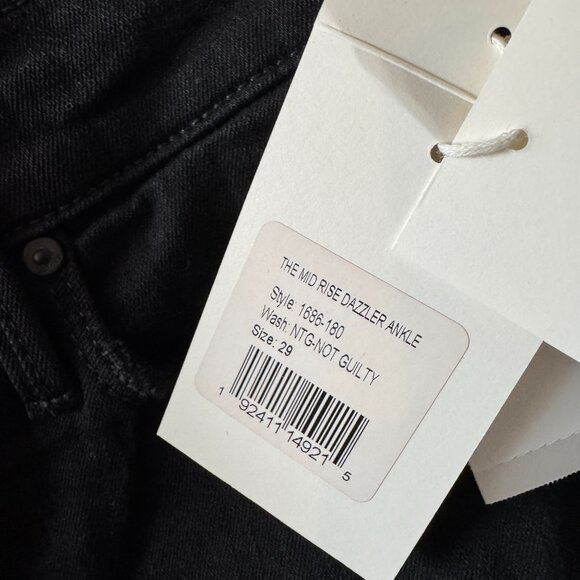 THE MID RISE DAZZLER ANKLE
Style: 1686-180
Wash: NTG-NOT GUILTY
Size: 29
1 92411 14921 5